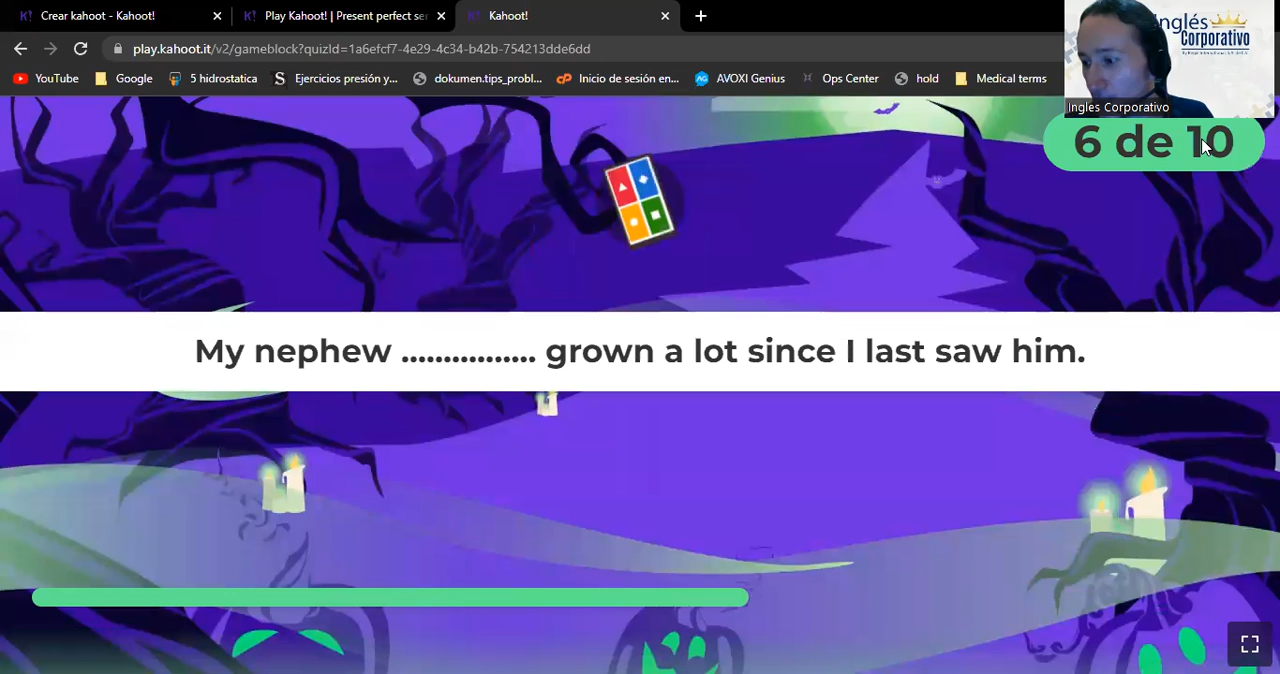 Crear kahoot - Kahoot!
Play Kahoot! | Present perfect se
Kahoot!
play.kahoot.it/v2/gameblock?quizId=1a6efcf7-4e29-4c34-b42b-754213dde6dd
YouTube
Google
5 hidrostatica
Ejercicios presión y...
dokumen.tips_probl...
Inicio de sesión en...
AVOXI Genius
Ops Center
hold
Medical terms
Inglés
Corporativo
Ingles Corporativo
6 de 10
My nephew ................ grown a lot since I last saw him.